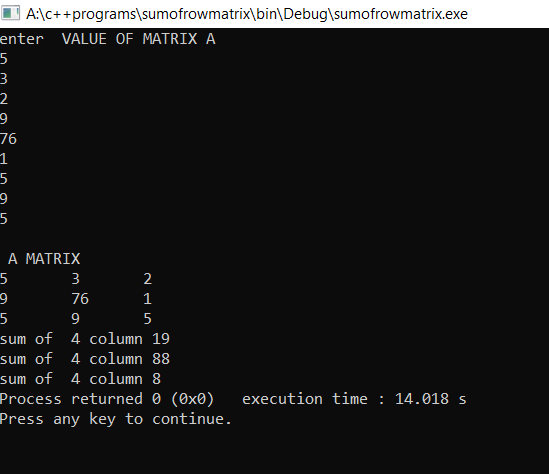 A:\c++programs\sumofrowmatrix\bin\Debug\sumofrowmatrix.exe
enter  VALUE OF MATRIX A
5
3
2
9
76
1
5
9
5
 A MATRIX
5       3       2
9       76      1
5       9       5
sum of  4 column 19
sum of  4 column 88
sum of  4 column 8
Process returned 0 (0x0)   execution time : 14.018 s
Press any key to continue.